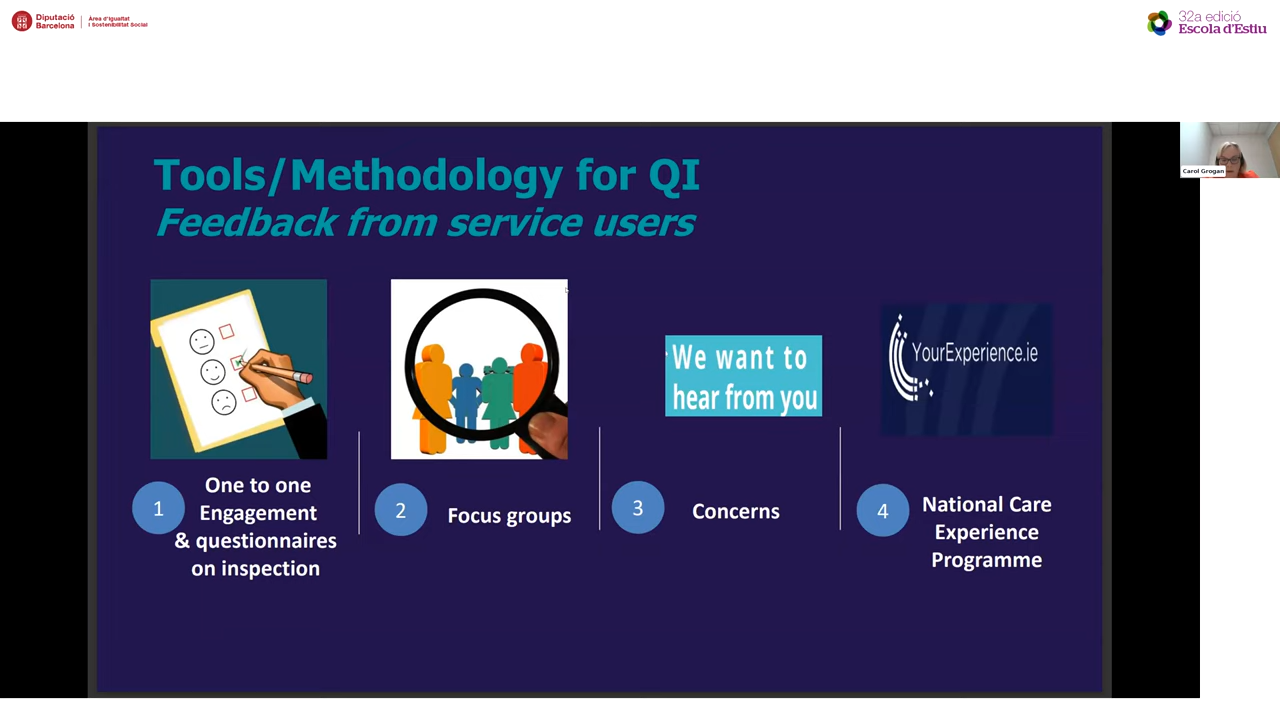 Diputació
Barcelona
Àrea d'Igualtat
i Sostenibilitat Social
32a edició
Escola d'Estiu
Carol Grogan
Tools/Methodology for QI
Feedback from service users
We want to
hear from you
YourExperience.ie
1
One to one
Engagement
& questionnaires
on inspection
2
Focus groups
3
Concerns
4
National Care
Experience
Programme